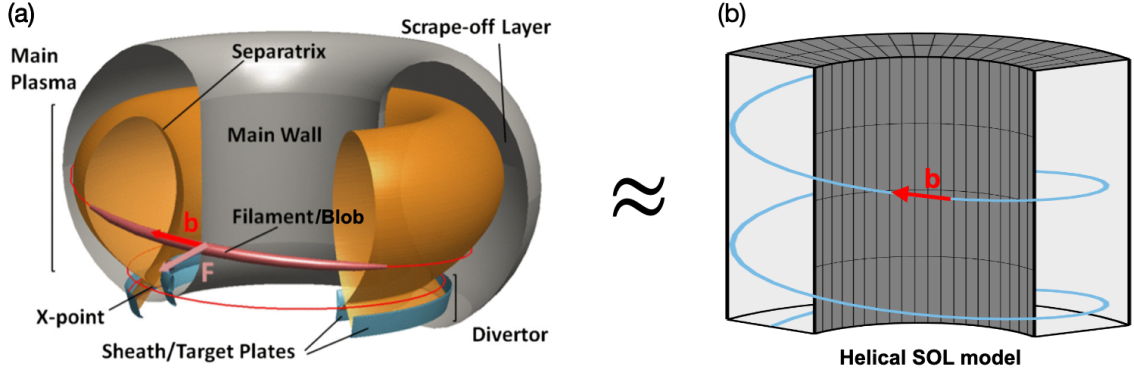 (a)
Scrape-off Layer
Separatrix
Main
Plasma
Main Wall
b
Filament/Blob
F
X-point
Divertor
Sheath/Target Plates
≈
(b)
b
Helical SOL model